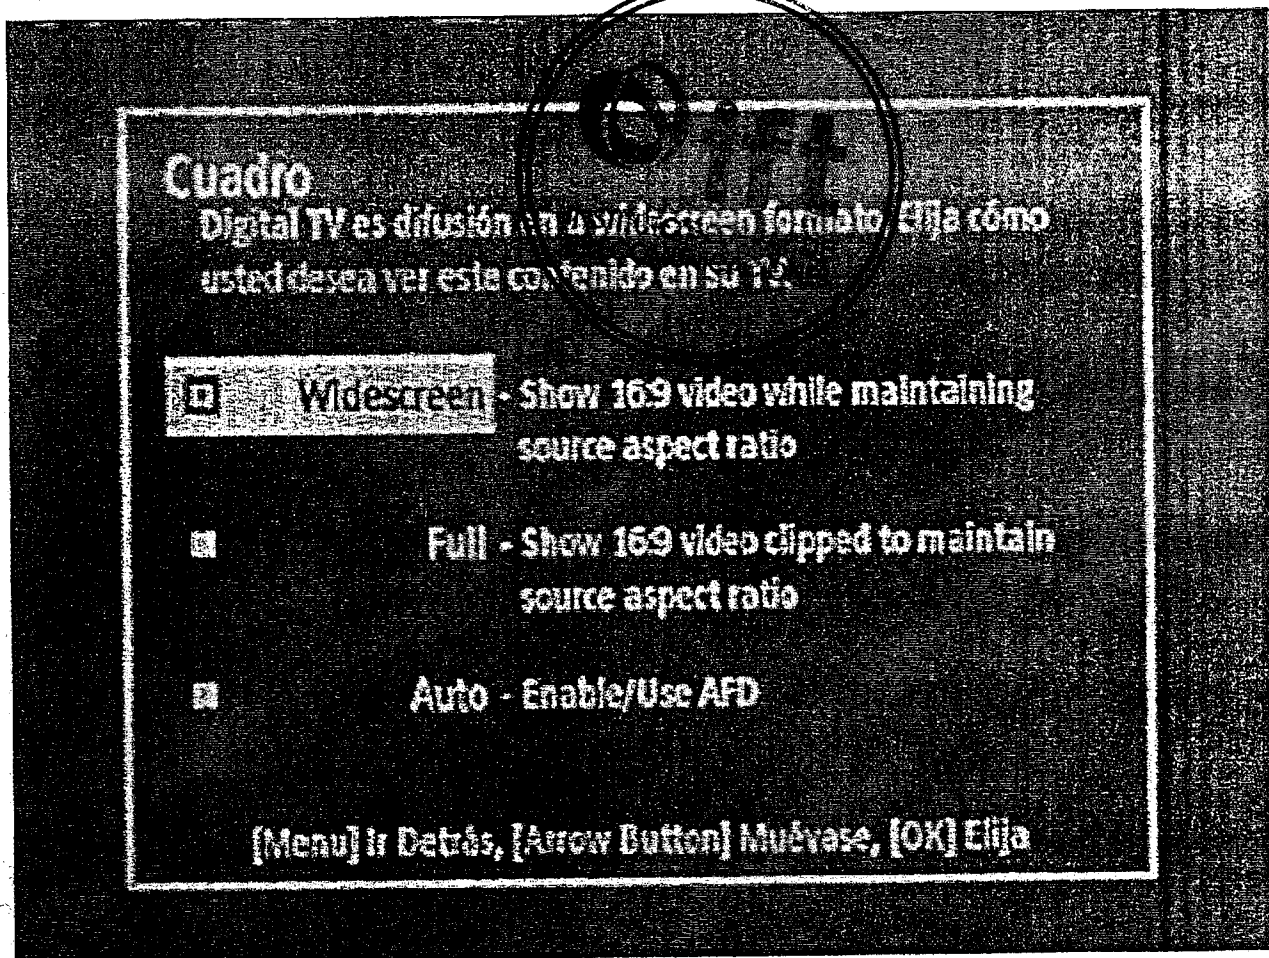 ift
Cuadro
Digital TV es difusión en a widescreen formato. Elija cómo
usted desea ver este contenido en su TV.
Widescreen - Show 16:9 video while maintaining
source aspect ratio
Full - Show 16:9 video clipped to maintain
source aspect ratio
Auto - Enable/Use AFD
[Menu] Ir Detrás, [Arrow Button] Muévase, [OK] Elija